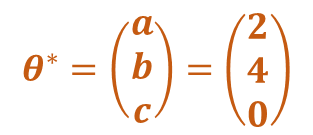 θ* = (a b c) = (2 4 0)